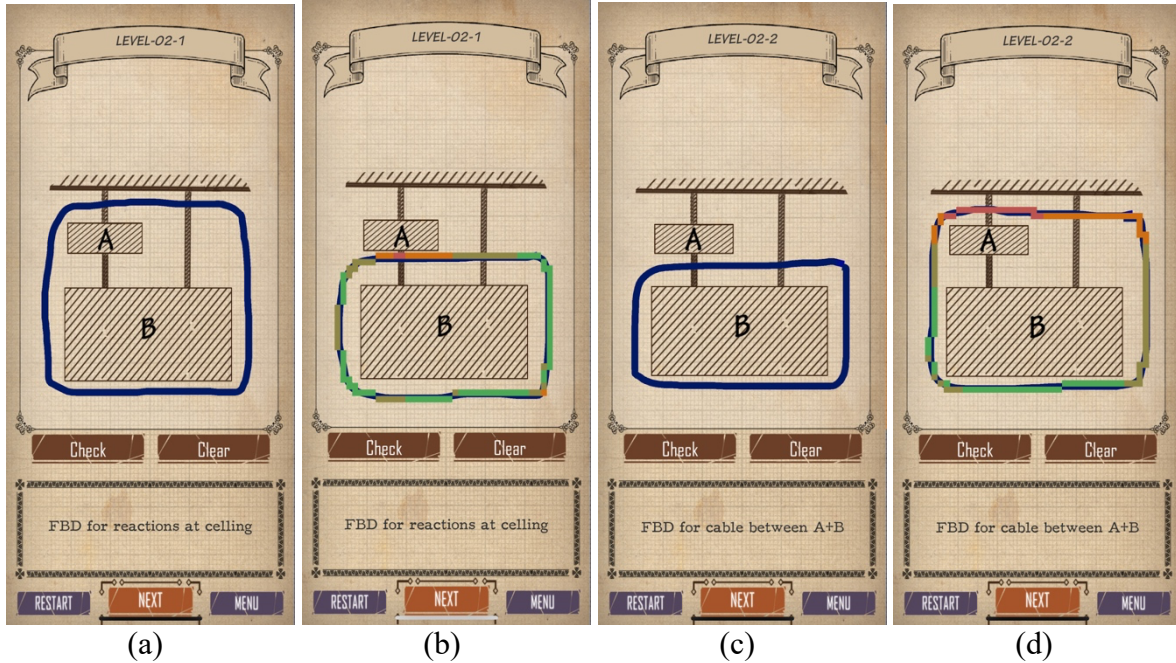 LEVEL-02-1
A
B
Check Clear
FBD for reactions at celling
RESTART NEXT MENU
(a)
LEVEL-02-1
A
B
Check Clear
FBD for reactions at celling
RESTART NEXT MENU
(b)
LEVEL-02-2
A
B
Check Clear
FBD for cable between A+B
RESTART NEXT MENU
(c)
LEVEL-02-2
A
B
Check Clear
FBD for cable between A+B
RESTART NEXT MENU
(d)